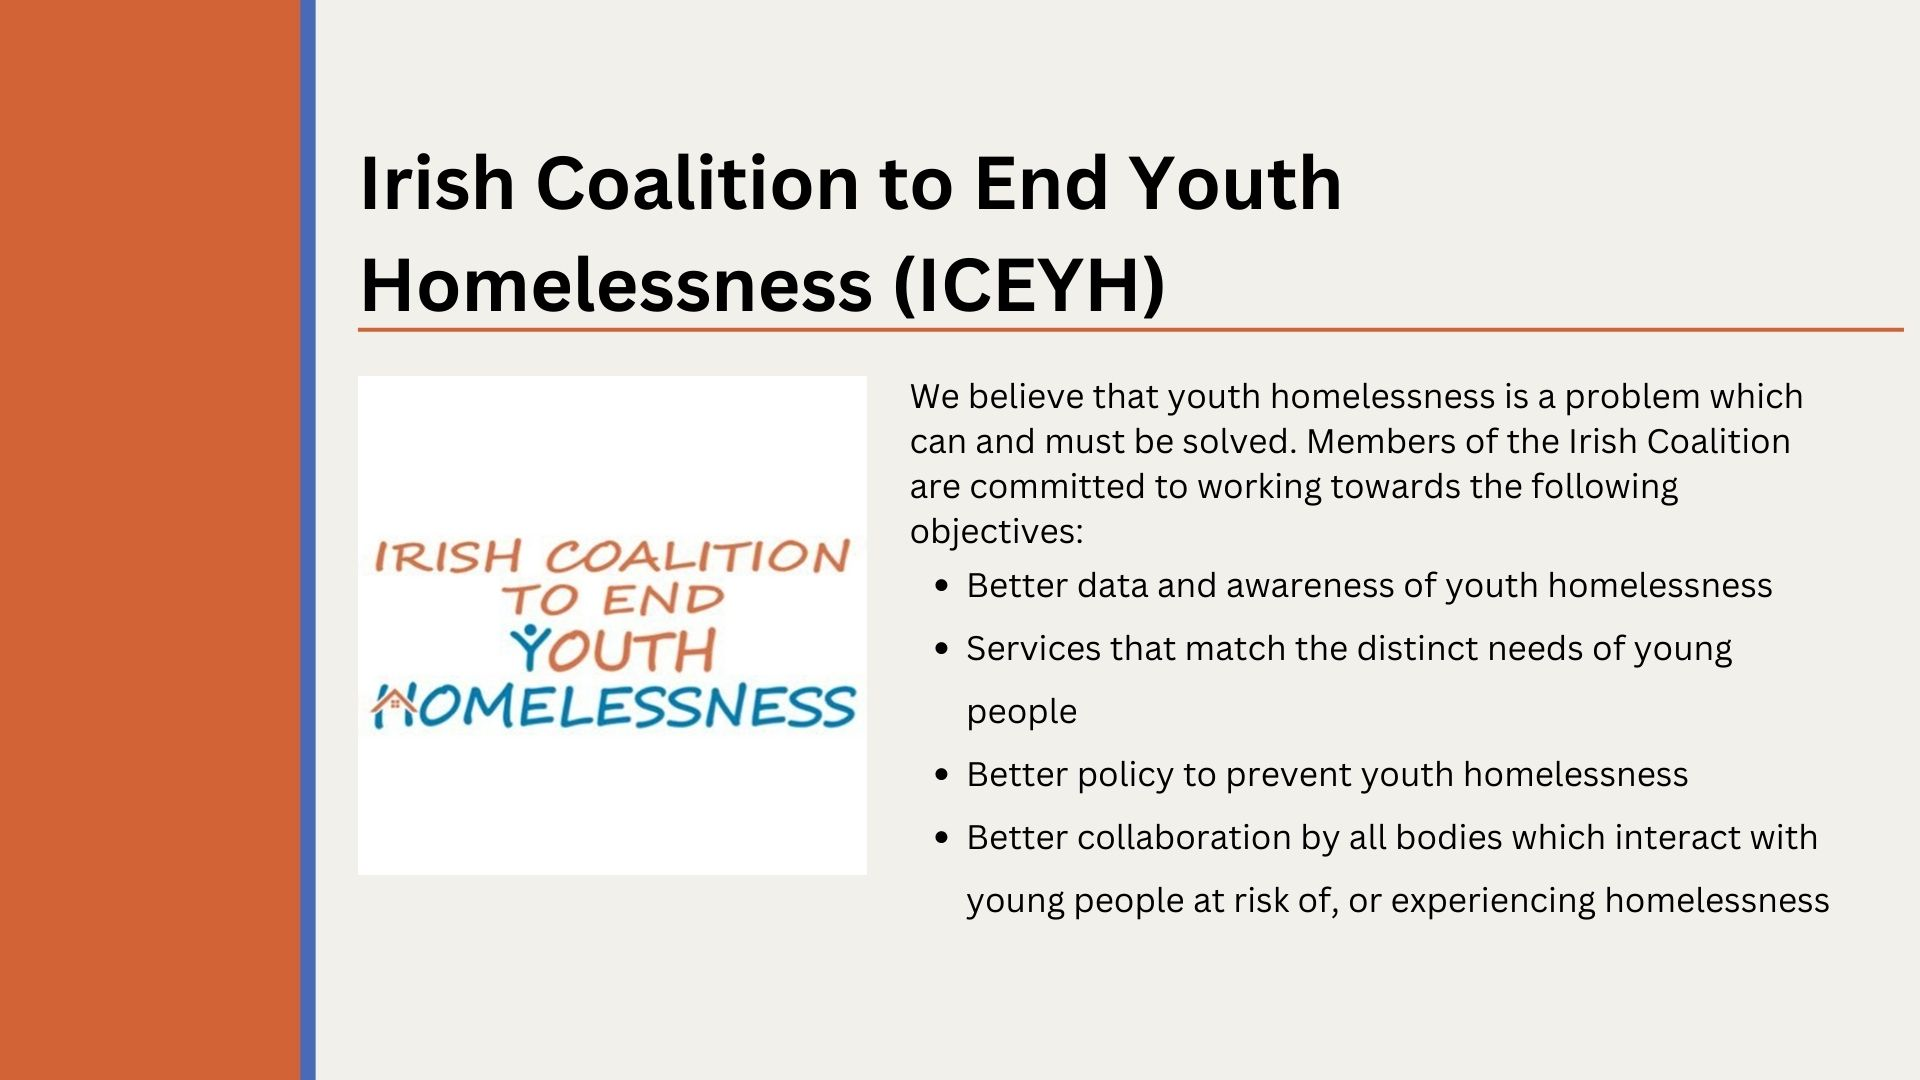 Irish Coalition to End Youth
Homelessness (ICEYH)
IRISH COALITION
TO END
YOUTH
HOMELESSNESS
We believe that youth homelessness is a problem which
can and must be solved. Members of the Irish Coalition
are committed to working towards the following
objectives:
• Better data and awareness of youth homelessness
• Services that match the distinct needs of young
people
• Better policy to prevent youth homelessness
• Better collaboration by all bodies which interact with
young people at risk of, or experiencing homelessness